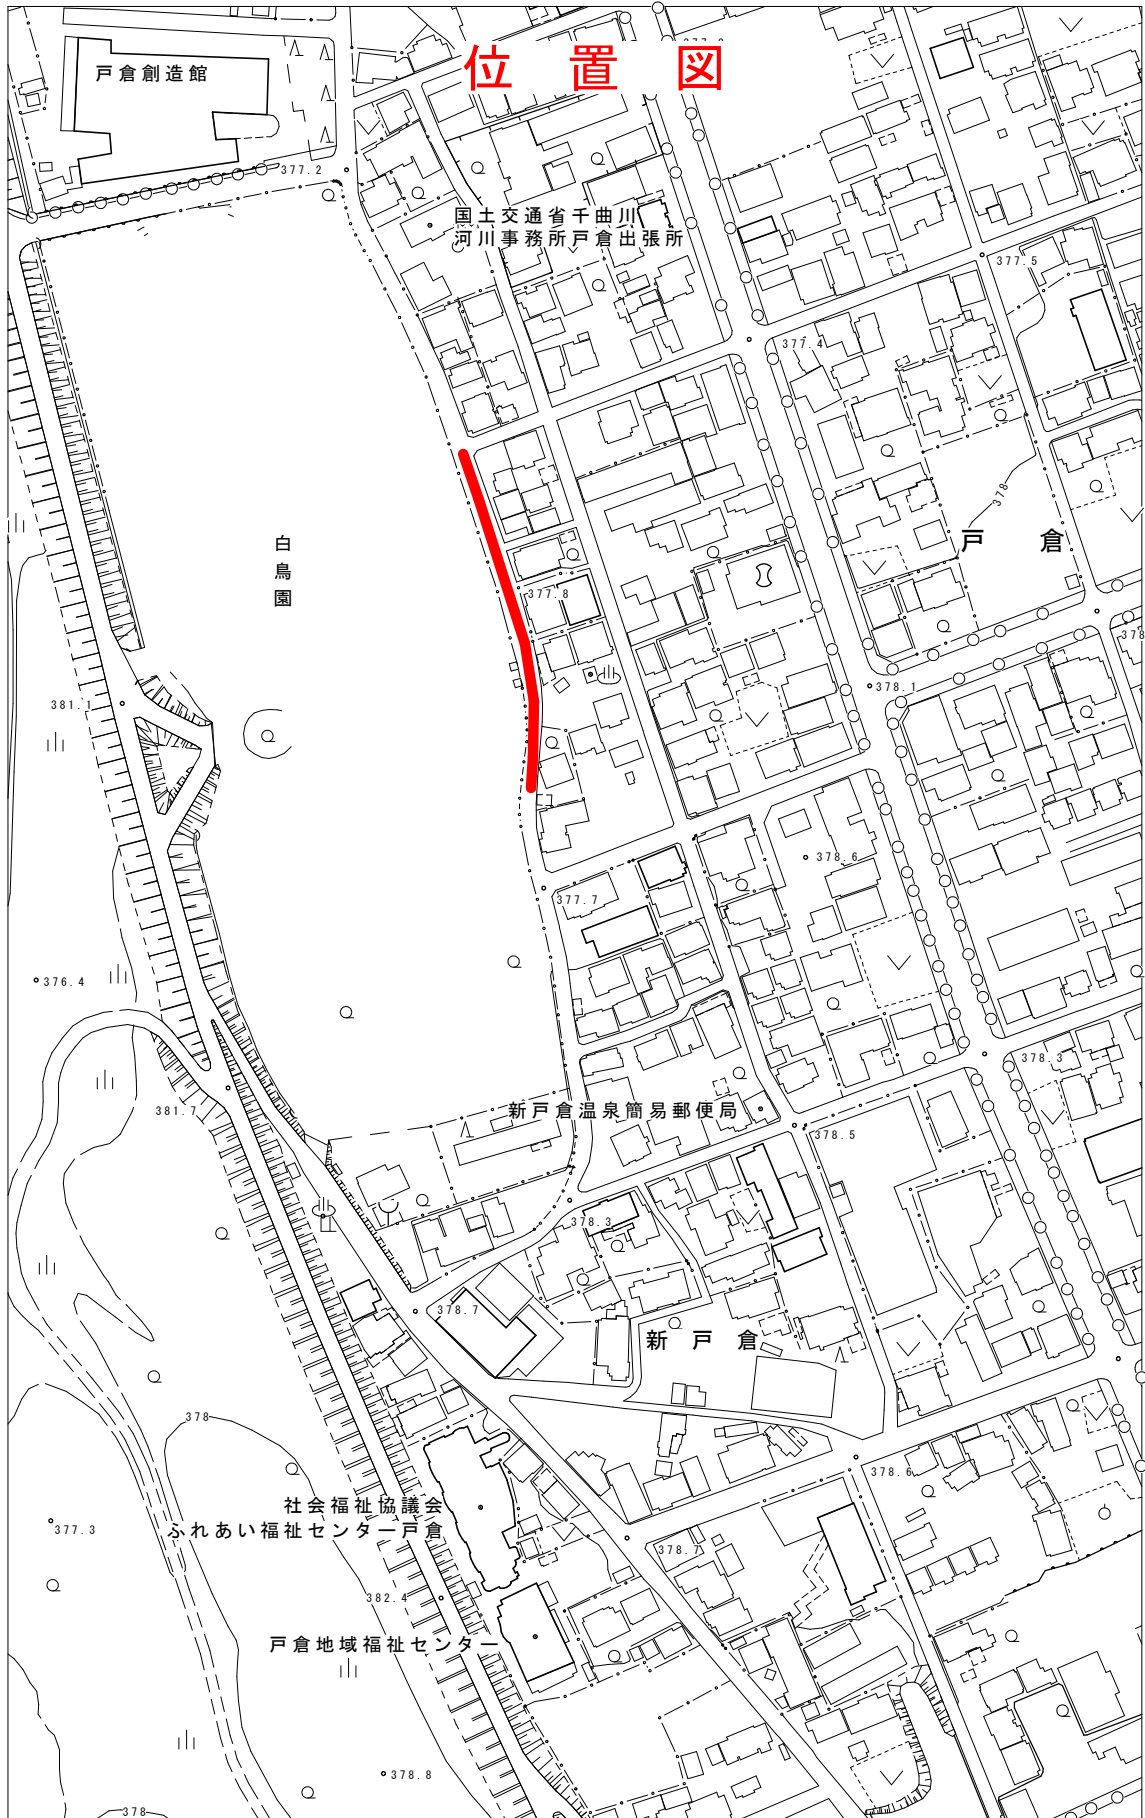 位置図
戸倉創造館
377.2
国土交通省千曲川
河川事務所戸倉出張所
377.5
377.4
378
戸倉
白鳥園
377.8
378
381.1
378.1
378.6
377.7
376.4
378.3
381.7
新戸倉温泉簡易郵便局
378.5
378.3
378.7
新戸倉
378
378.6
社会福祉協議会
ふれあい福祉センター戸倉
377.3
378.7
382.4
戸倉地域福祉センター
378.8
378